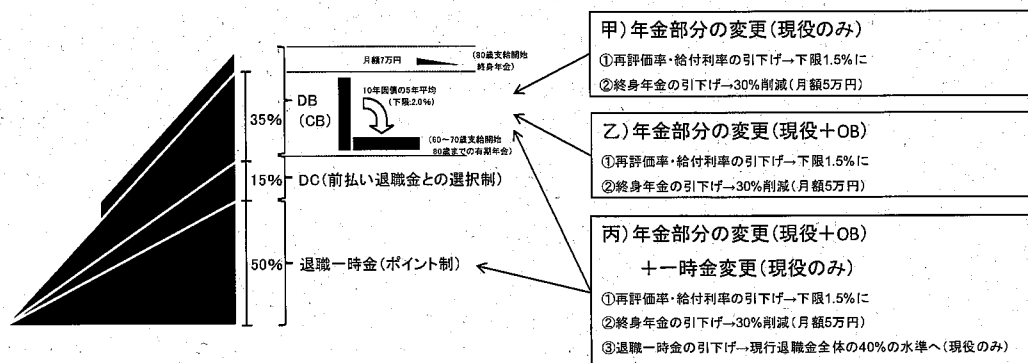 月額7万円
(80歳支給開始
終身年金)
35%
DB
(CB)
10年国債の5年平均
(下限:2.0%)
(60~70歳支給開始
80歳までの有期年金)
15%
DC(前払い退職金との選択制)
50%
退職一時金(ポイント制)
甲)年金部分の変更(現役のみ)
①再評価率・給付利率の引下げ→下限1.5%に
②終身年金の引下げ→30%削減(月額5万円)
乙)年金部分の変更(現役+OB)
①再評価率・給付利率の引下げ→下限1.5%に
②終身年金の引下げ→30%削減(月額5万円)
丙)年金部分の変更(現役+OB)
+一時金変更(現役のみ)
①再評価率・給付利率の引下げ→下限1.5%に
②終身年金の引下げ→30%削減(月額5万円)
③退職一時金の引下げ→現行退職金全体の40%の水準へ(現役のみ)